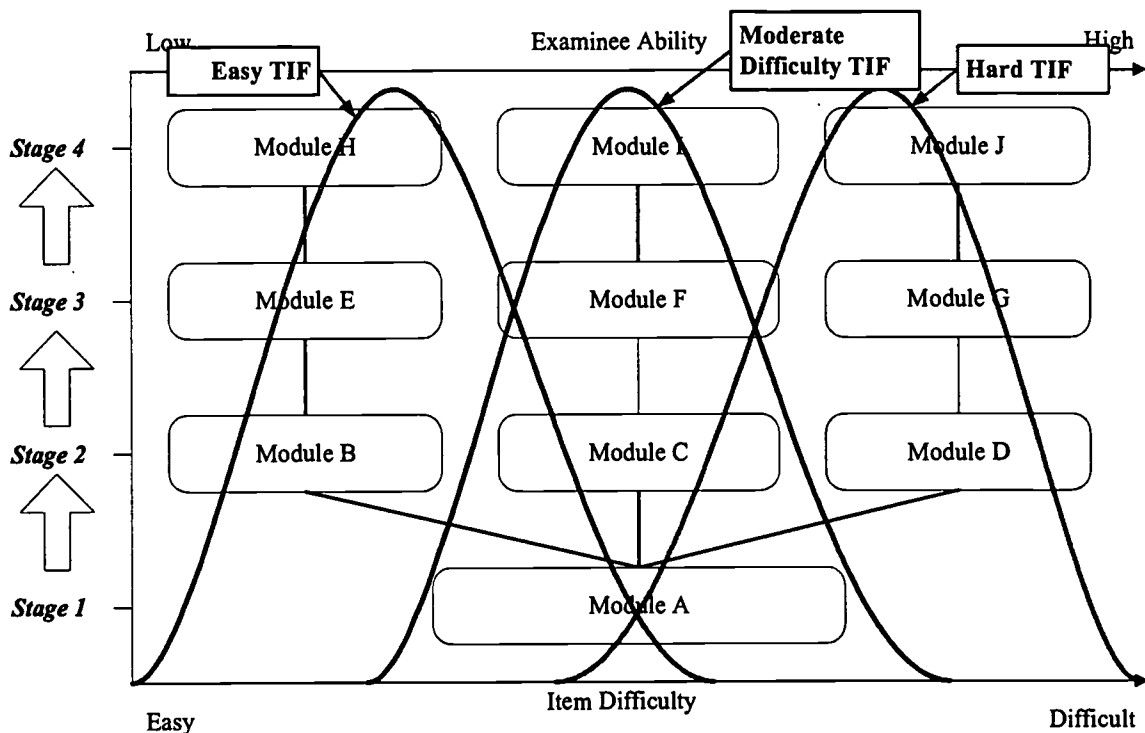 Low
Examinee Ability
High
Easy TIF
Moderate
Difficulty TIF
Hard TIF
Stage 4
Module H
Module I
Module J
Stage 3
Module E
Module F
Module G
Stage 2
Module B
Module C
Module D
Stage 1
Module A
Item Difficulty
Easy
Difficult